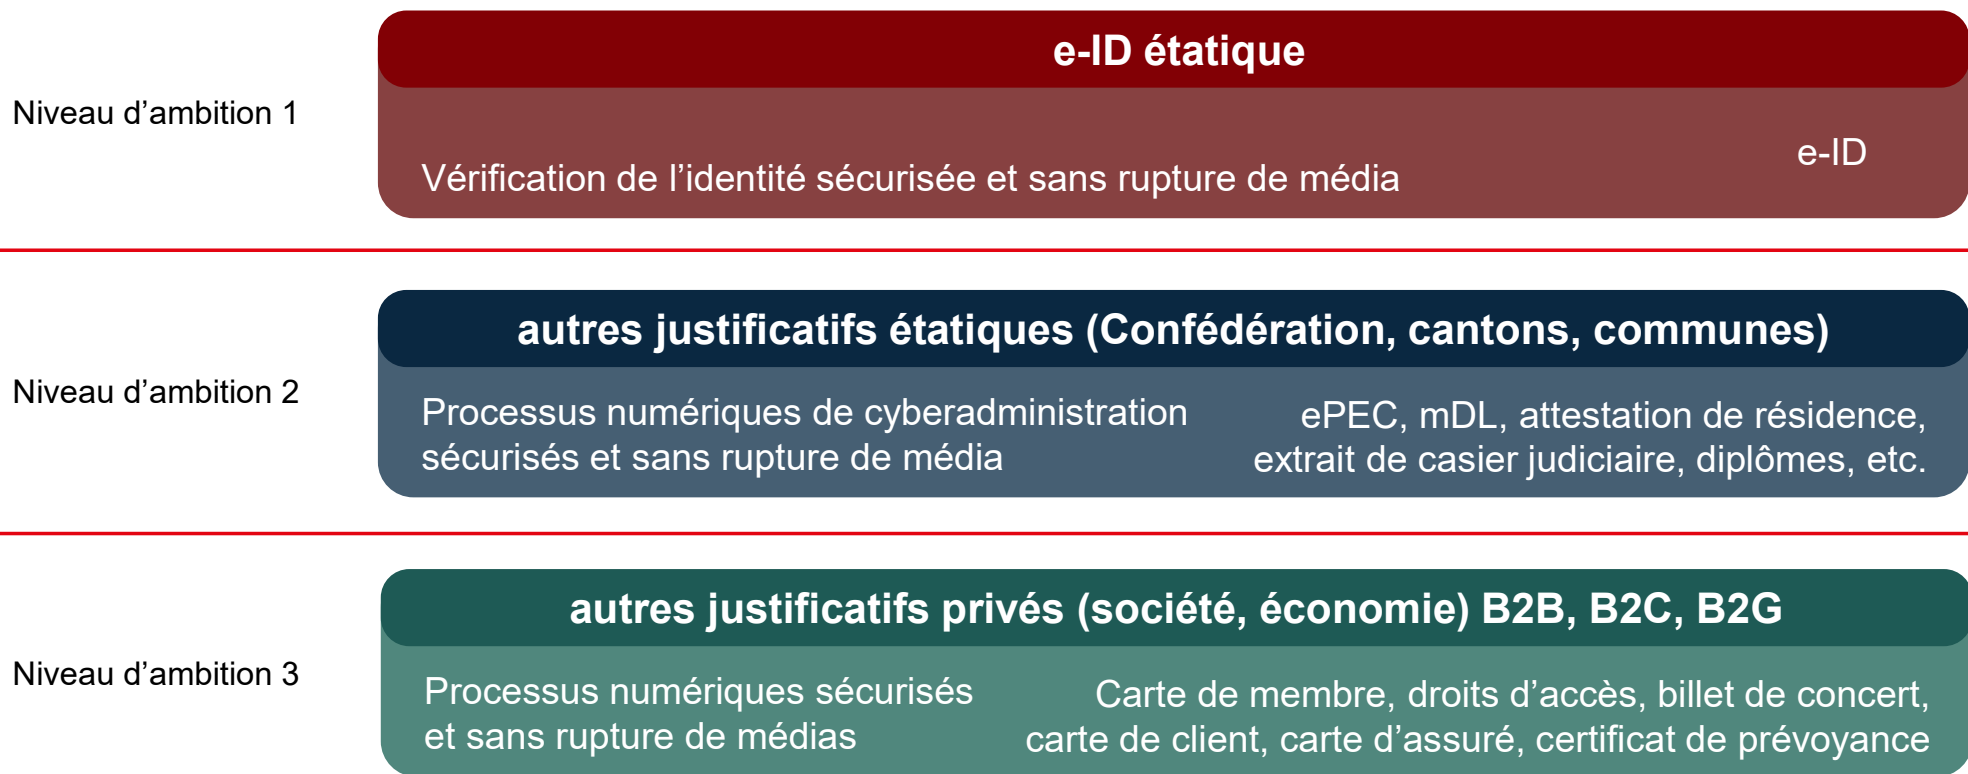 e-ID étatique
Niveau d’ambition 1
Vérification de l’identité sécurisée et sans rupture de média
e-ID
autres justificatifs étatiques (Confédération, cantons, communes)
Niveau d’ambition 2
Processus numériques de cyberadministration
sécurisés et sans rupture de média
ePEC, mDL, attestation de résidence,
extrait de casier judiciaire, diplômes, etc.
autres justificatifs privés (société, économie) B2B, B2C, B2G
Niveau d’ambition 3
Processus numériques sécurisés
et sans rupture de médias
Carte de membre, droits d’accès, billet de concert,
carte de client, carte d’assuré, certificat de prévoyance